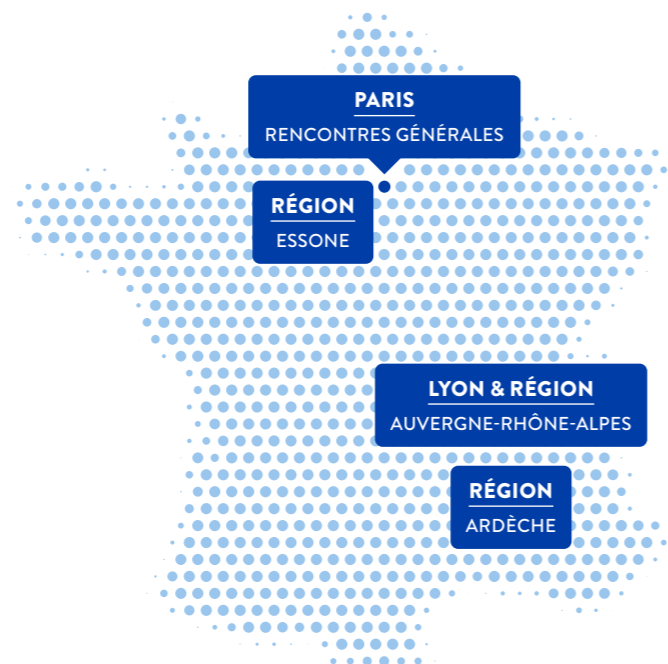 PARIS
RENCONTRES GÉNÉRALES
RÉGION
ESSONE
LYON & RÉGION
AUVERGNE-RHÔNE-ALPES
RÉGION
ARDÈCHE